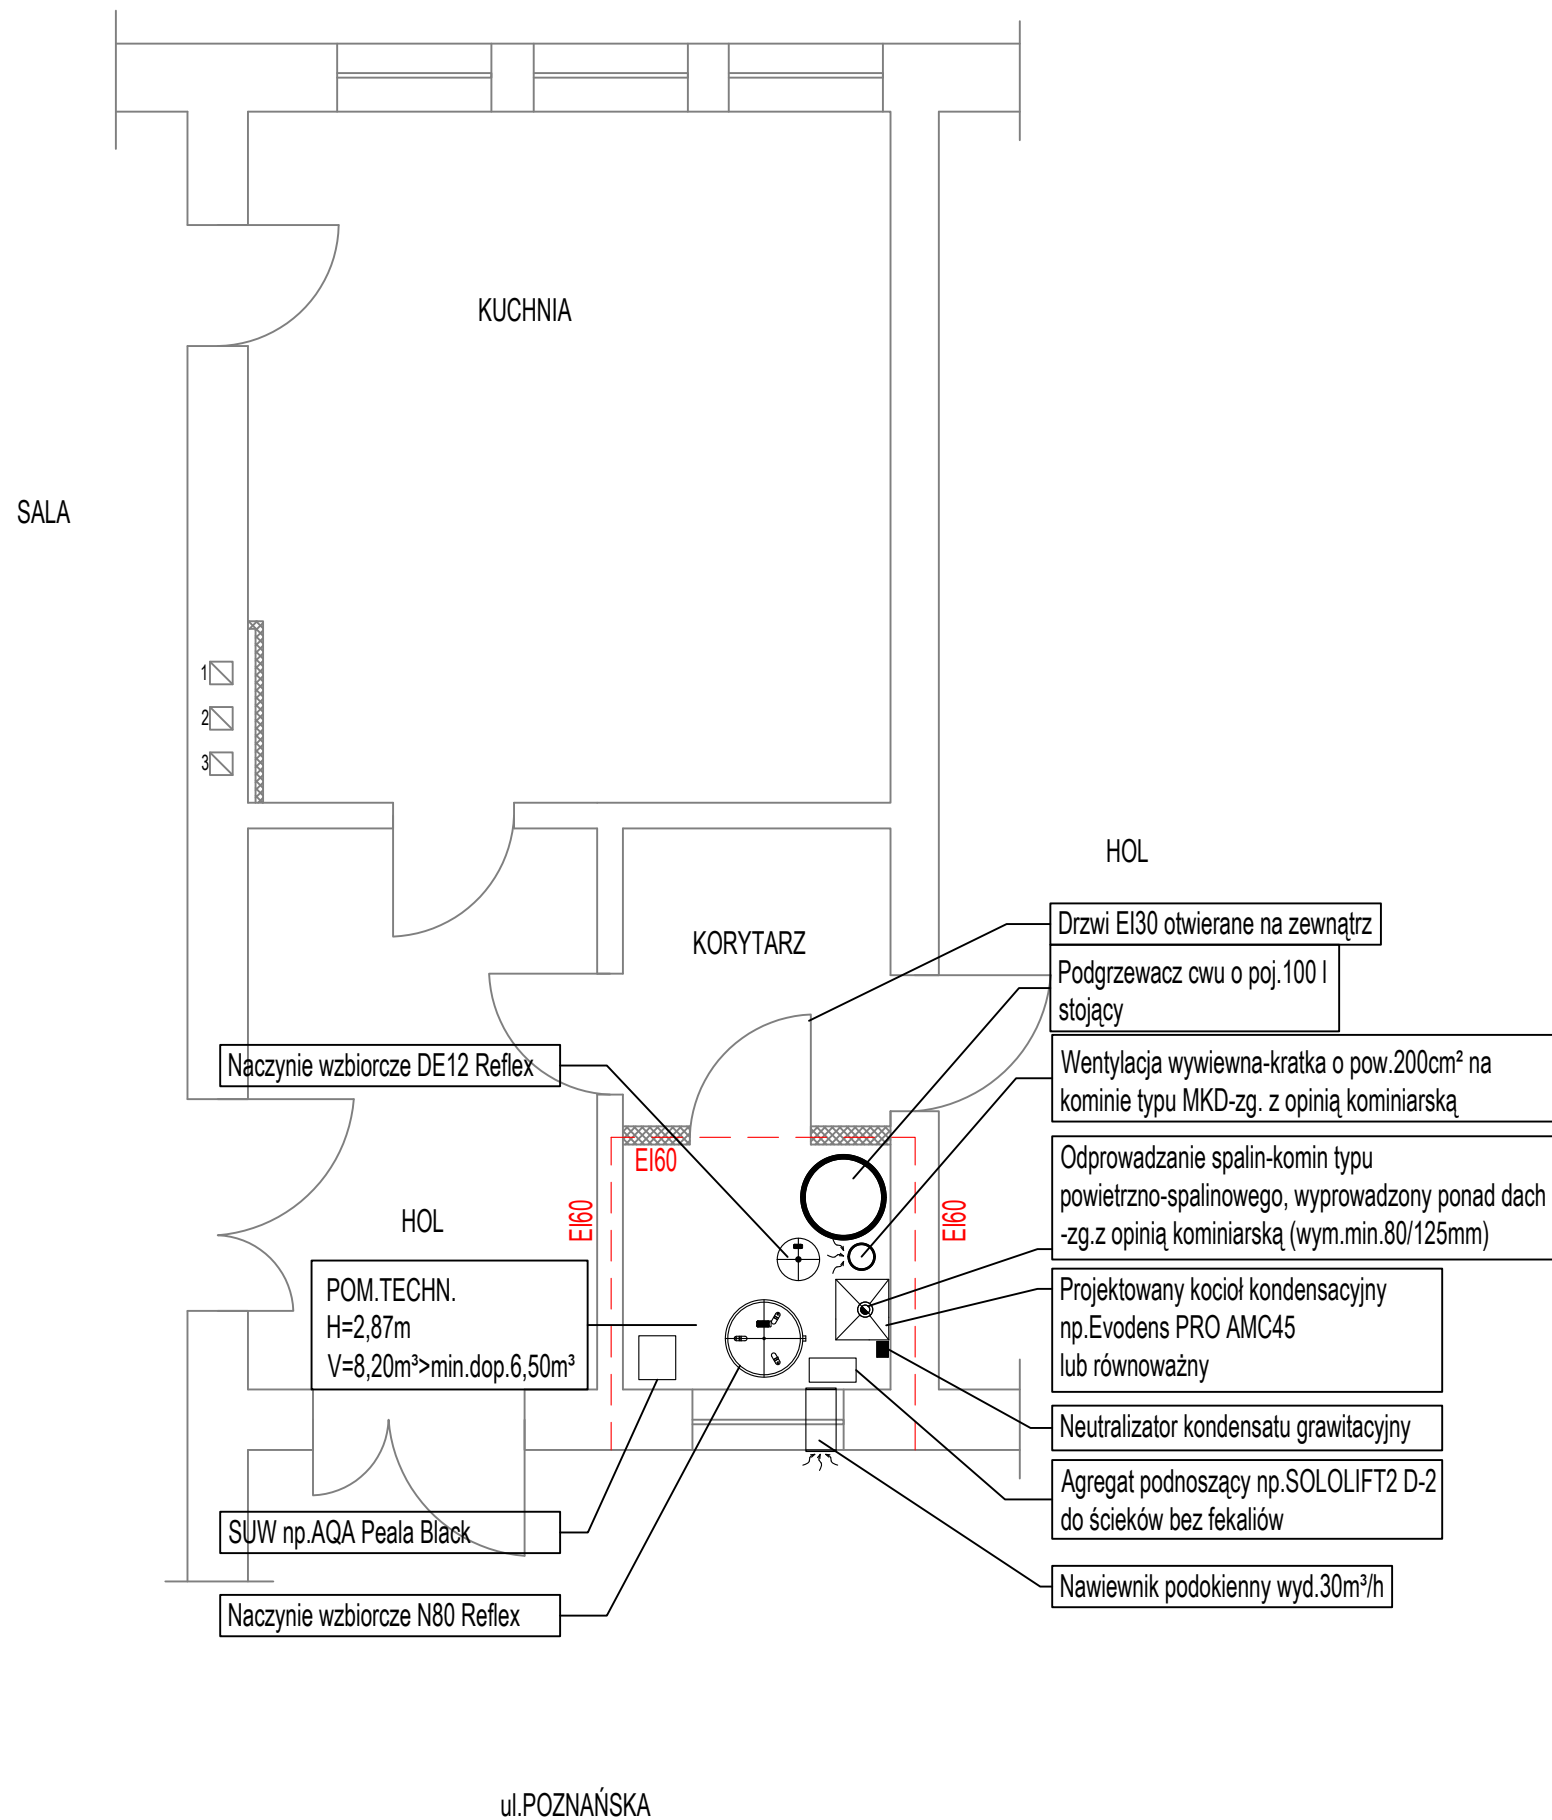 KUCHNIA
SALA
1
2
3
HOL
KORYTARZ
Drzwi EI30 otwierane na zewnątrz
Podgrzewacz cwu o poj.100 l
stojący
Naczynie wzbiorcze DE12 Reflex
Wentylacja wywiewna-kratka o pow.200cm² na
kominie typu MKD-zg. z opinią kominiarską
EI60
EI60
EI60
HOL
Odprowadzanie spalin-komin typu
powietrzno-spalinowego, wyprowadzony ponad dach
-zg.z opinią kominiarską (wym.min.80/125mm)
POM.TECHN.
H=2,87m
V=8,20m³>min.dop.6,50m³
Projektowany kocioł kondensacyjny
np.Evodens PRO AMC45
lub równoważny
Neutralizator kondensatu grawitacyjny
Agregat podnoszący np.SOLOLIFT2 D-2
do ścieków bez fekaliów
SUW np.AQA Peala Black
Nawiewnik podokienny wyd.30m³/h
Naczynie wzbiorcze N80 Reflex
ul.POZNAŃSKA